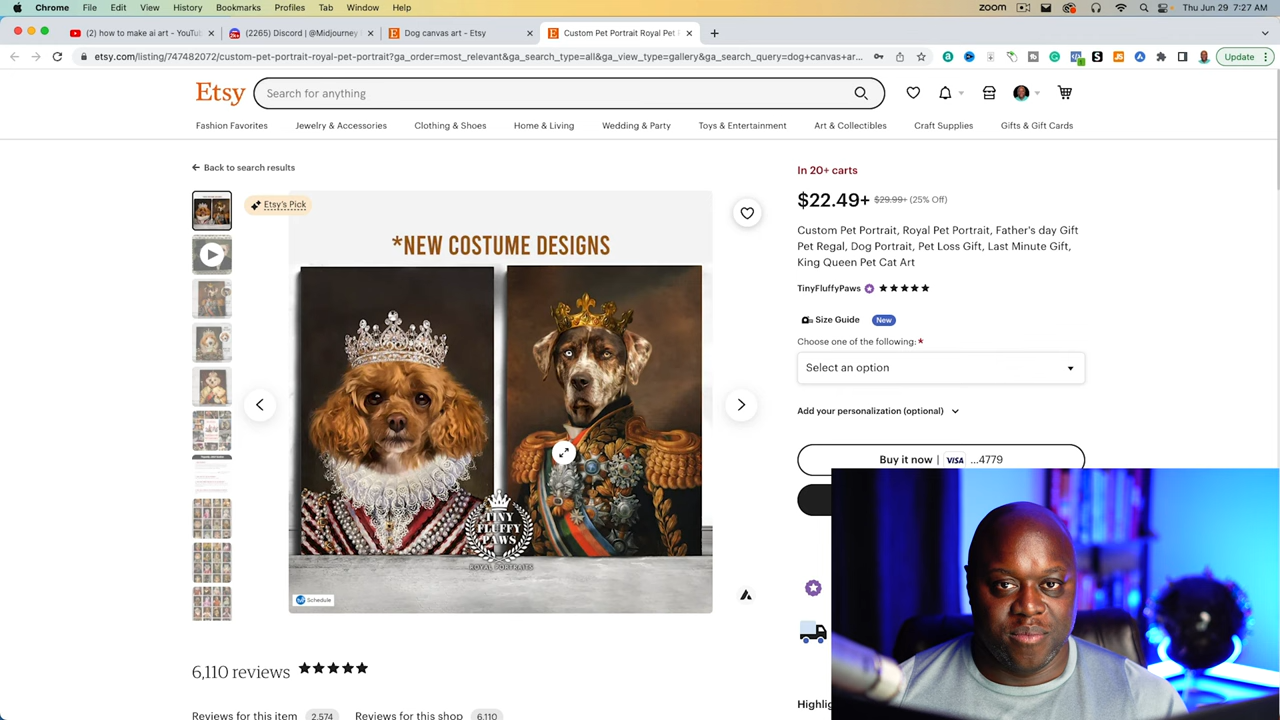 Chrome File Edit View History Bookmarks Profiles Tab Window Help zoom Thu Jun 29 7:27 AM
(2) how to make ai art - YouTu × (2265) Discord | @Midjourney × Dog canvas art - Etsy × Custom Pet Portrait Royal Pet P × +
etsy.com/listing/747482072/custom-pet-portrait-royal-pet-portrait?ga_order=most_relevant&ga_search_type=all&ga_view_type=gallery&ga_search_query=dog+canvas+ar... Update
Etsy Search for anything
Fashion Favorites Jewelry & Accessories Clothing & Shoes Home & Living Wedding & Party Toys & Entertainment Art & Collectibles Craft Supplies Gifts & Gift Cards
Back to search results
Etsy's Pick
*NEW COSTUME DESIGNS
TINY
FLUFFY
PAWS
ROYAL PORTRAITS
Schedule
In 20+ carts
$22.49+ $29.99+ (25% Off)
Custom Pet Portrait, Royal Pet Portrait, Father's day Gift
Pet Regal, Dog Portrait, Pet Loss Gift, Last Minute Gift,
King Queen Pet Cat Art
TinyFluffyPaws
Size Guide New
Choose one of the following: *
Select an option
Add your personalization (optional)
Buy it now | VISA ...4779
6,110 reviews
Reviews for this item 2,574 Reviews for this shop 6,110
Highlig